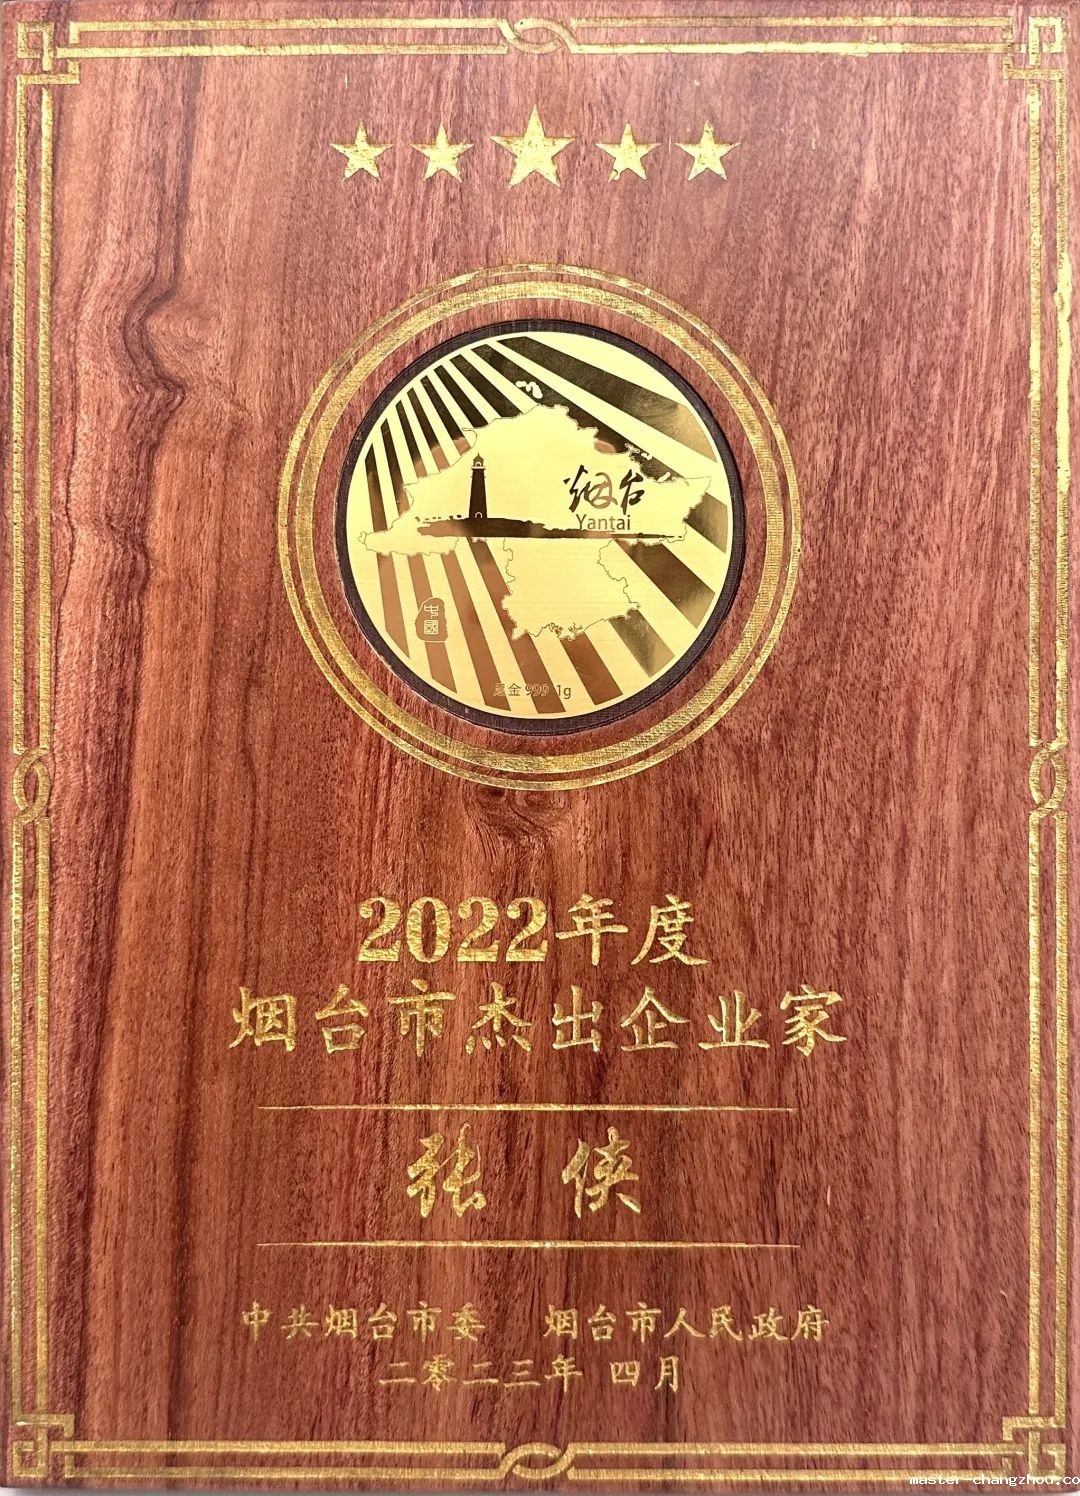 烟台
Yantai
中國
足金 999 1g
2022年度
烟台市杰出企业家
张 侠
中共烟台市委 烟台市人民政府
二零二三年 四月
master-changzhou.co